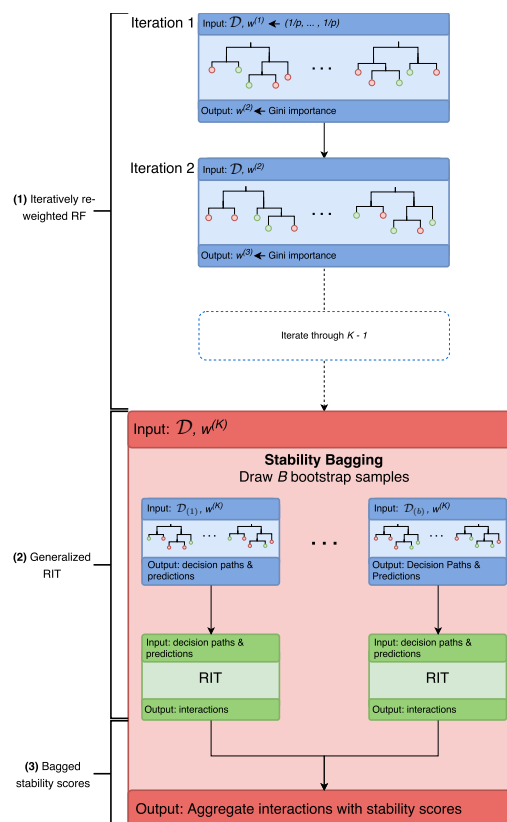 Iteration 1
Input: 𝒟, w⁽¹⁾ ← (1/p, ... , 1/p)
...
Output: w⁽²⁾ ← Gini importance
Iteration 2
Input: 𝒟, w⁽²⁾
...
Output: w⁽³⁾ ← Gini importance
(1) Iteratively re-
weighted RF
Iterate through K - 1
Input: 𝒟, w⁽ᴷ⁾
Stability Bagging
Draw B bootstrap samples
Input: 𝒟₍₁₎, w⁽ᴷ⁾
...
Output: decision paths &
predictions
...
Input: 𝒟₍b₎, w⁽ᴷ⁾
...
Output: Decision Paths &
Predictions
(2) Generalized
RIT
Input: decision paths &
predictions
RIT
Output: interactions
Input: decision paths &
predictions
RIT
Output: interactions
(3) Bagged
stability scores
Output: Aggregate interactions with stability scores